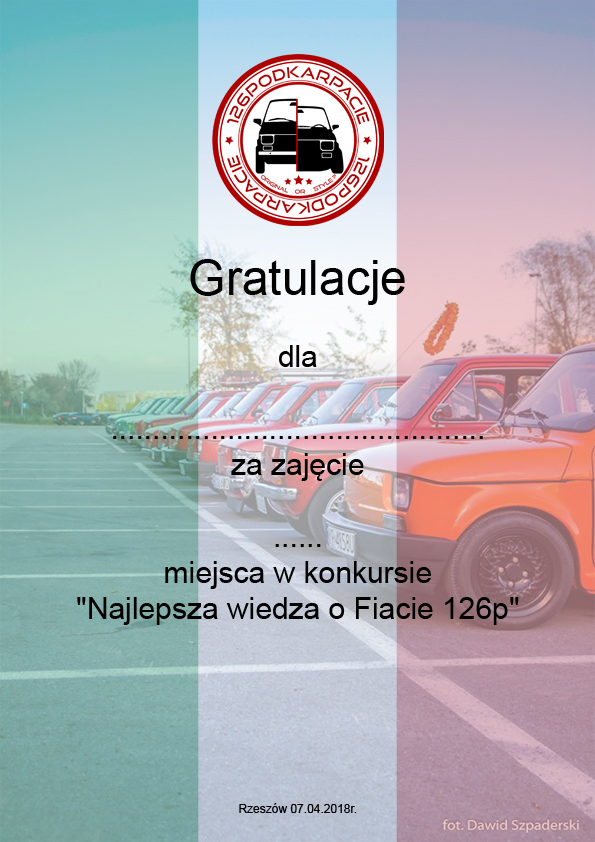 126PODKARPACIE
ORIGINAL OR STYLE?
126PODKARPACIE
Gratulacje
dla
.............................................
za zajęcie
......
miejsca w konkursie
"Najlepsza wiedza o Fiacie 126p"
Rzeszów 07.04.2018r.
fot. Dawid Szpaderski